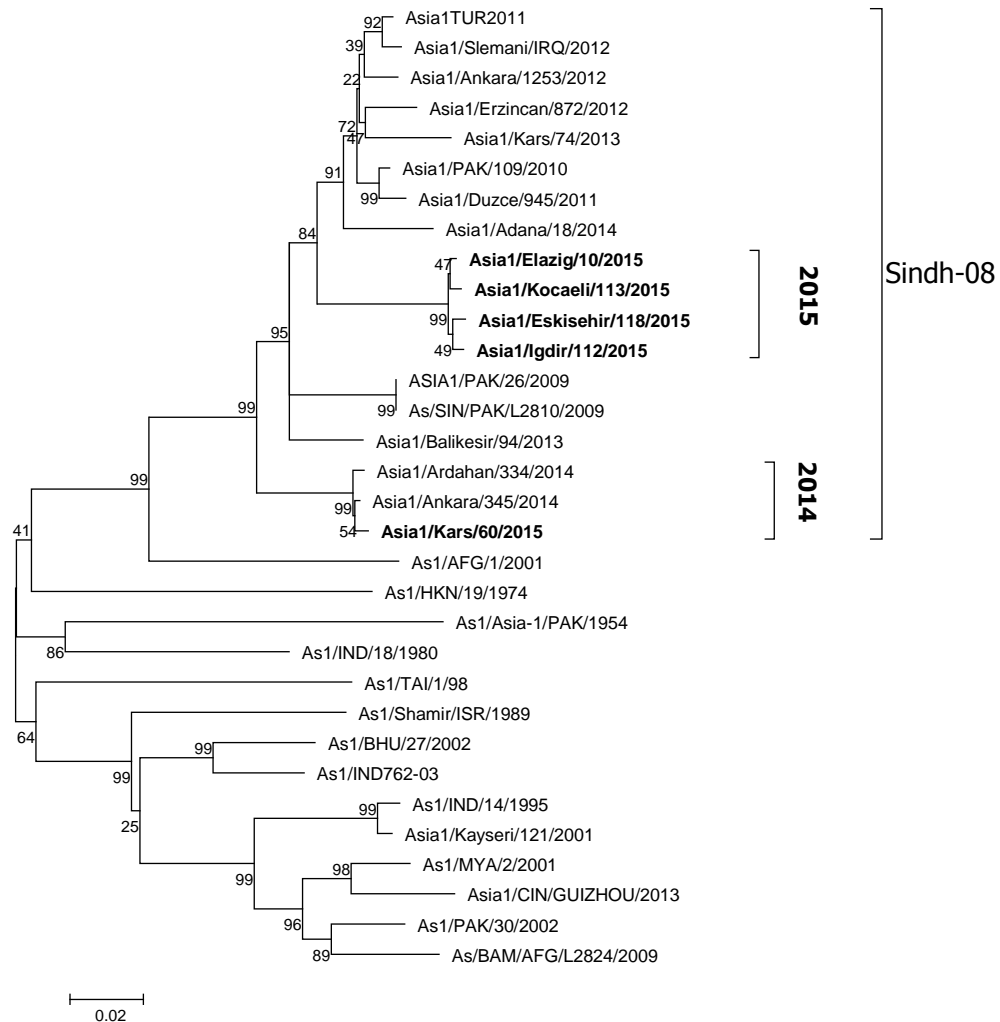 Asia1TUR2011
92
Asia1/Slemani/IRQ/2012
39
Asia1/Ankara/1253/2012
22
Asia1/Erzincan/872/2012
72
47
Asia1/Kars/74/2013
91
Asia1/PAK/109/2010
99
Asia1/Duzce/945/2011
84
Asia1/Adana/18/2014
47
Asia1/Elazig/10/2015
Asia1/Kocaeli/113/2015
99
Asia1/Eskisehir/118/2015
49
Asia1/Igdir/112/2015
2015
Sindh-08
95
ASIA1/PAK/26/2009
99
As/SIN/PAK/L2810/2009
99
Asia1/Balikesir/94/2013
Asia1/Ardahan/334/2014
99
Asia1/Ankara/345/2014
54
Asia1/Kars/60/2015
2014
99
As1/AFG/1/2001
41
As1/HKN/19/1974
As1/Asia-1/PAK/1954
86
As1/IND/18/1980
As1/TAI/1/98
64
As1/Shamir/ISR/1989
99
As1/BHU/27/2002
99
As1/IND762-03
25
99
As1/IND/14/1995
Asia1/Kayseri/121/2001
99
As1/MYA/2/2001
98
Asia1/CIN/GUIZHOU/2013
96
As1/PAK/30/2002
89
As/BAM/AFG/L2824/2009
0.02